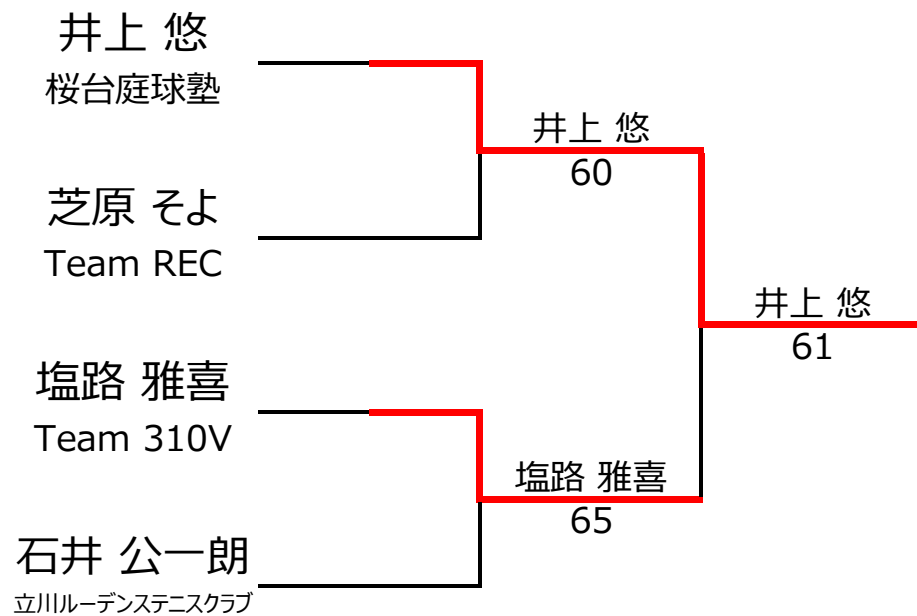 井上 悠
桜台庭球塾
芝原 そよ
Team REC
塩路 雅喜
Team 310V
石井 公一朗
立川ルーデンステニスクラブ
井上 悠
60
塩路 雅喜
65
井上 悠
61